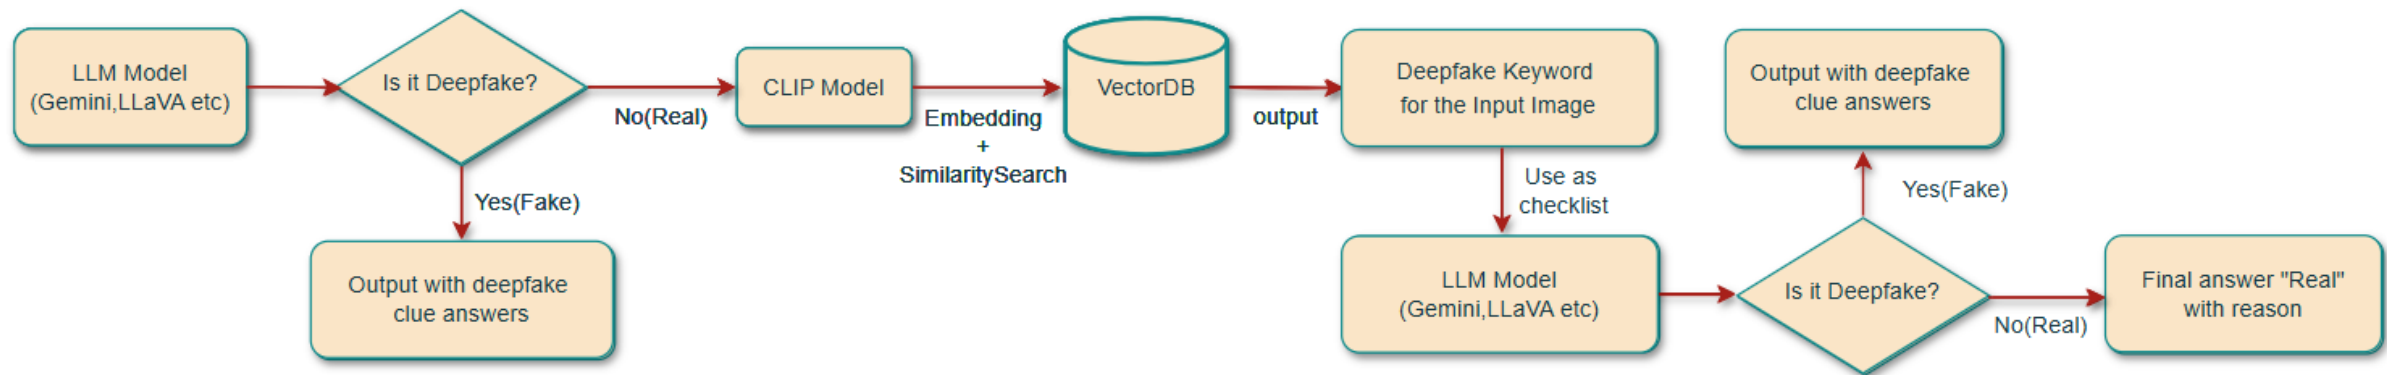 LLM Model
(Gemini,LLaVA etc)
Is it Deepfake?
Yes(Fake)
Output with deepfake
clue answers
No(Real)
CLIP Model
Embedding
+
SimilaritySearch
VectorDB
output
Deepfake Keyword
for the Input Image
Use as
checklist
LLM Model
(Gemini,LLaVA etc)
Is it Deepfake?
Yes(Fake)
Output with deepfake
clue answers
No(Real)
Final answer "Real"
with reason